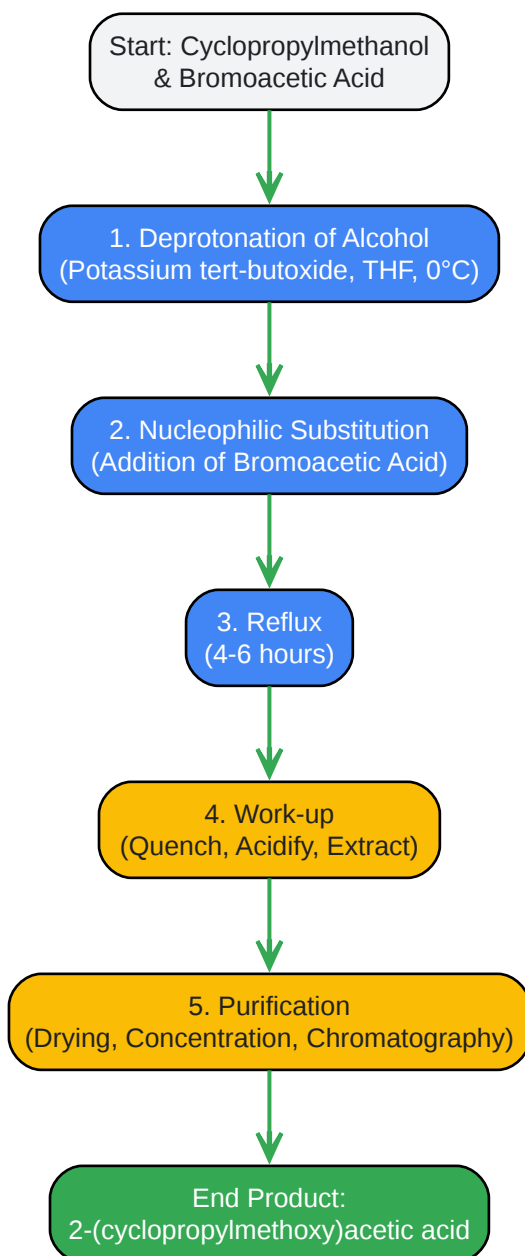 Start: Cyclopropylmethanol
& Bromoacetic Acid
1. Deprotonation of Alcohol
(Potassium tert-butoxide, THF, 0°C)
2. Nucleophilic Substitution
(Addition of Bromoacetic Acid)
3. Reflux
(4-6 hours)
4. Work-up
(Quench, Acidify, Extract)
5. Purification
(Drying, Concentration, Chromatography)
End Product:
2-(cyclopropylmethoxy)acetic acid